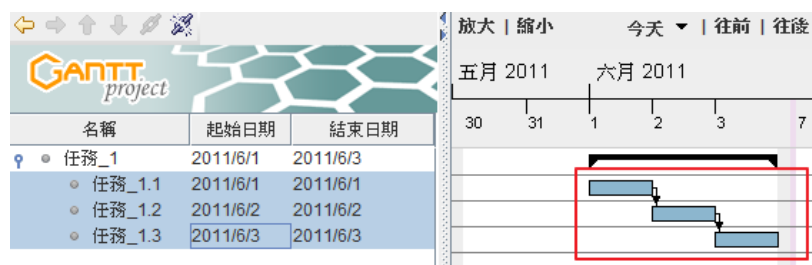 放大 | 縮小 今天 | 往前 | 往後
GANTT
project
五月 2011 六月 2011
名稱 起始日期 結束日期
30 31 1 2 3 7
任務_1 2011/6/1 2011/6/3
任務_1.1 2011/6/1 2011/6/1
任務_1.2 2011/6/2 2011/6/2
任務_1.3 2011/6/3 2011/6/3